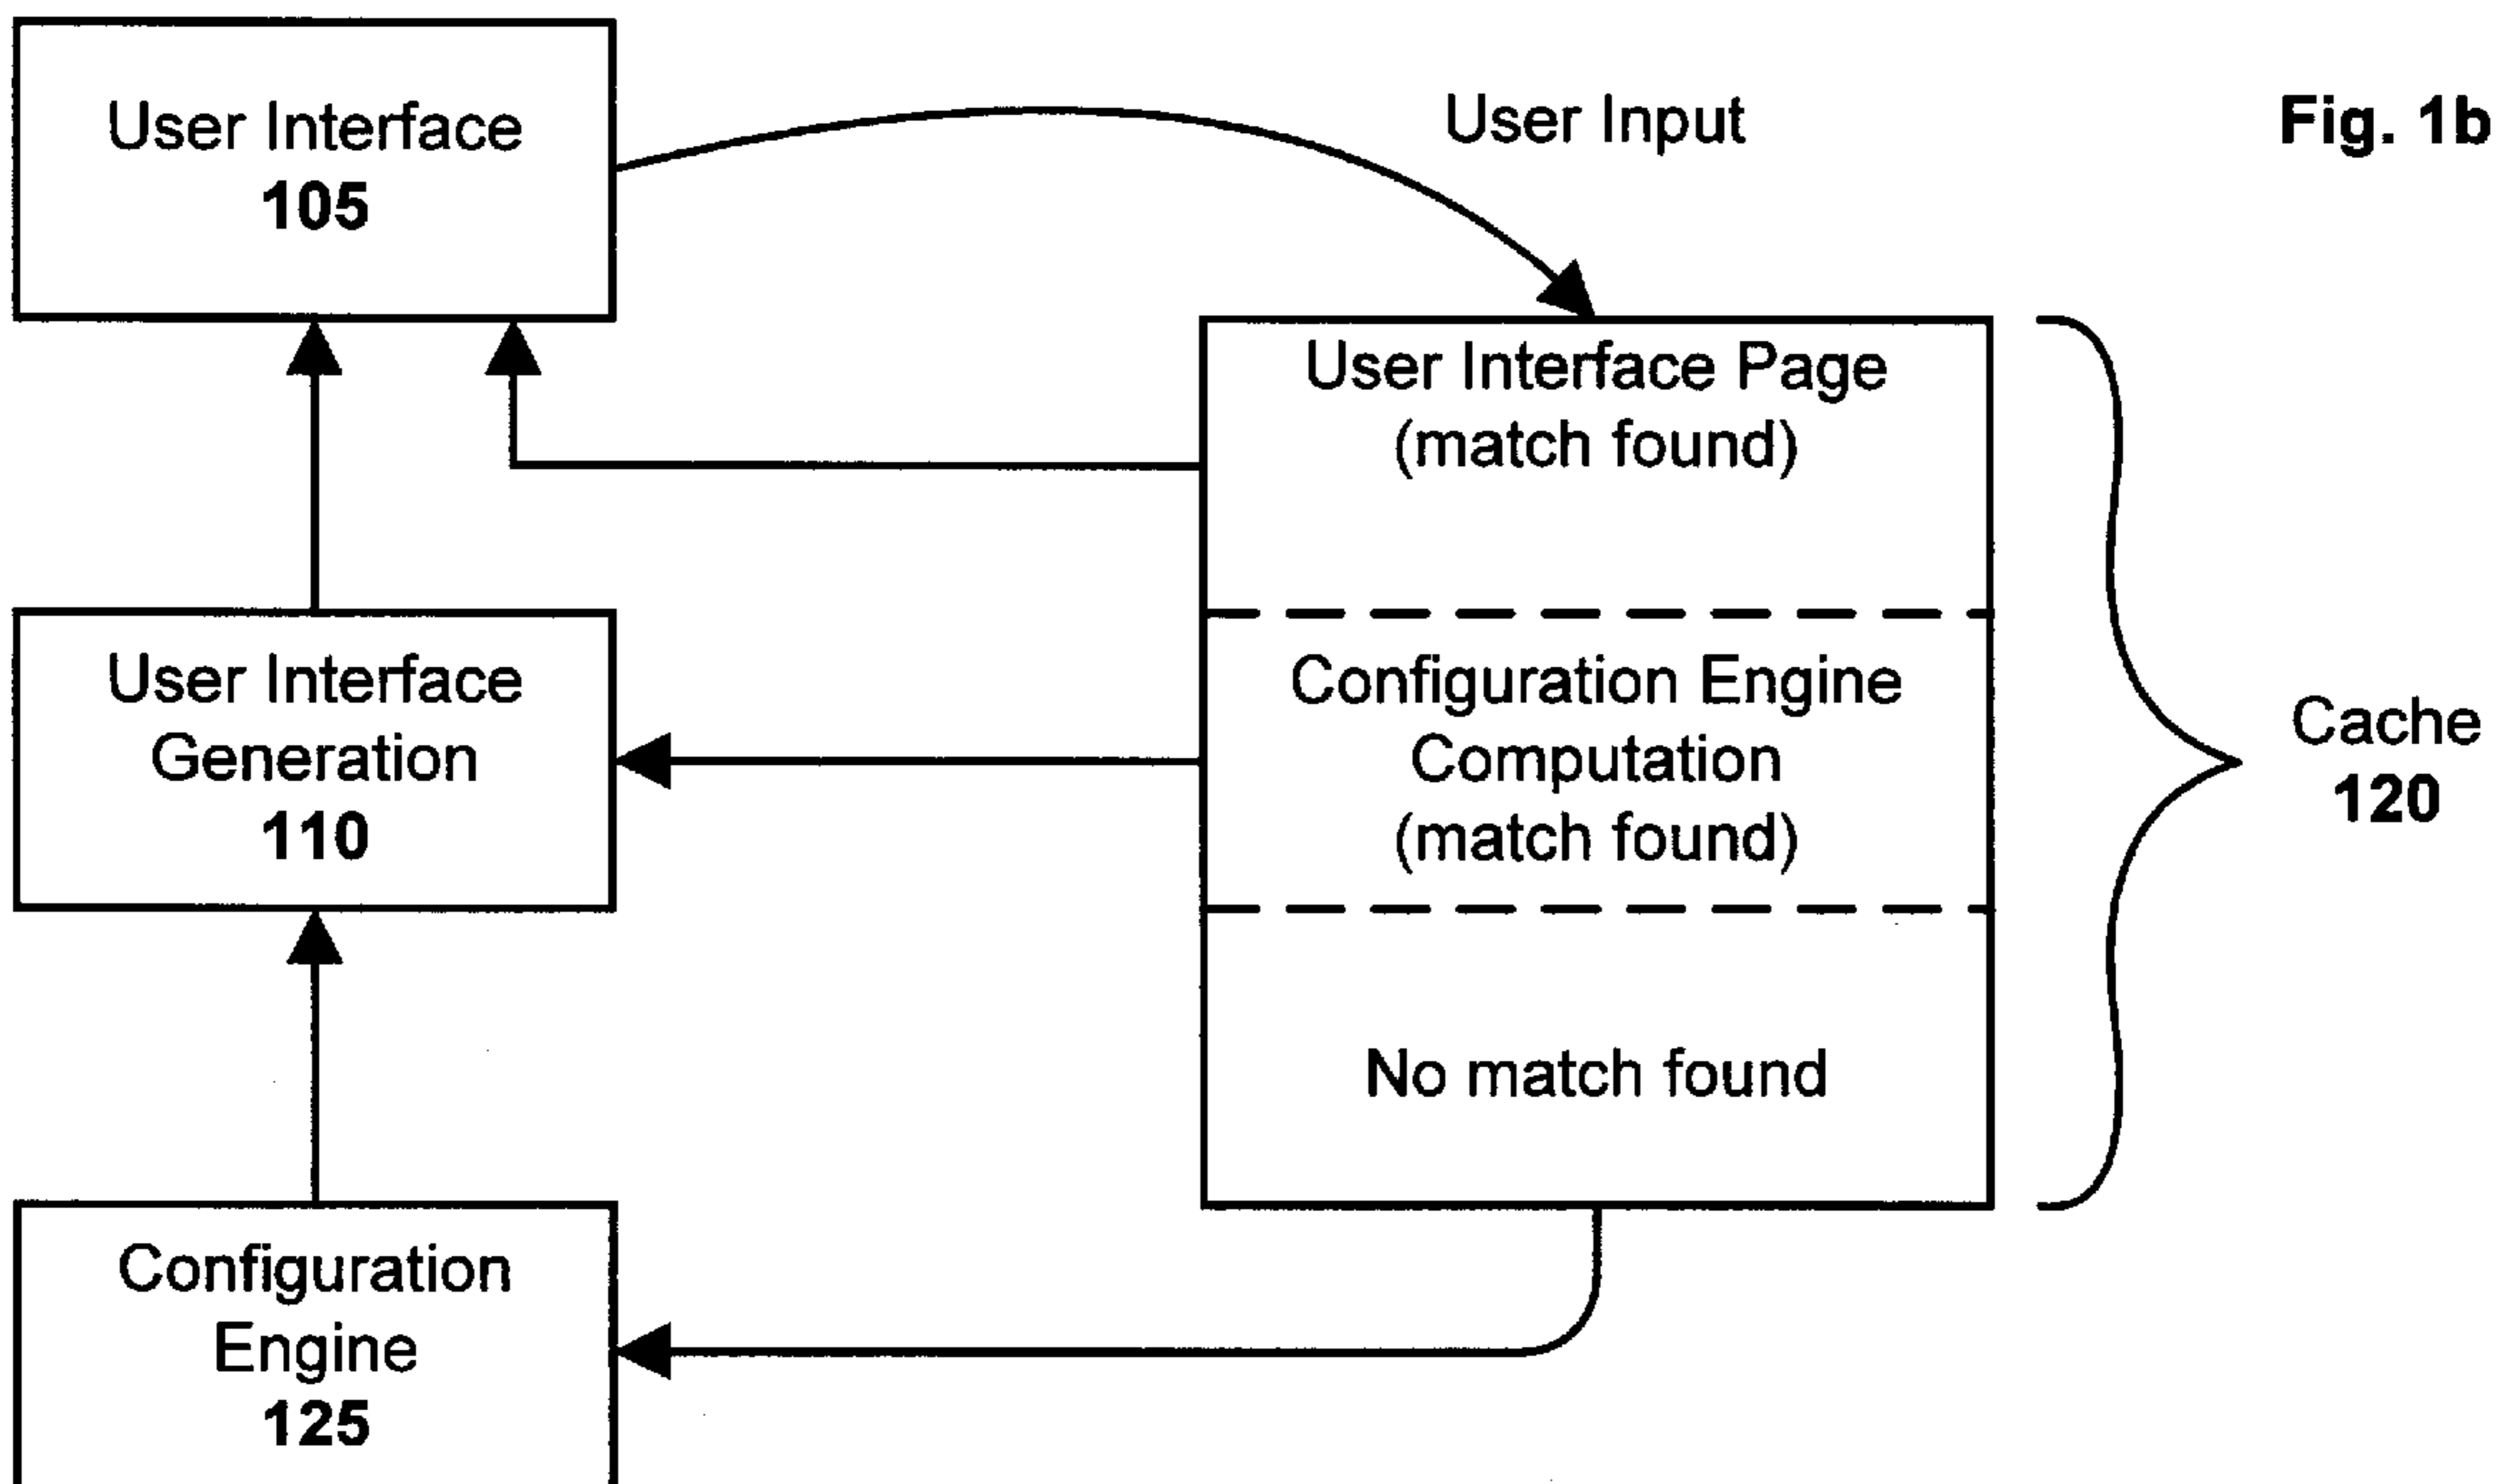 User Interface
105
User Input
Fig. 1b
User Interface Page
(match found)
User Interface
Generation
110
Configuration Engine
Computation
(match found)
Cache
120
No match found
Configuration
Engine
125